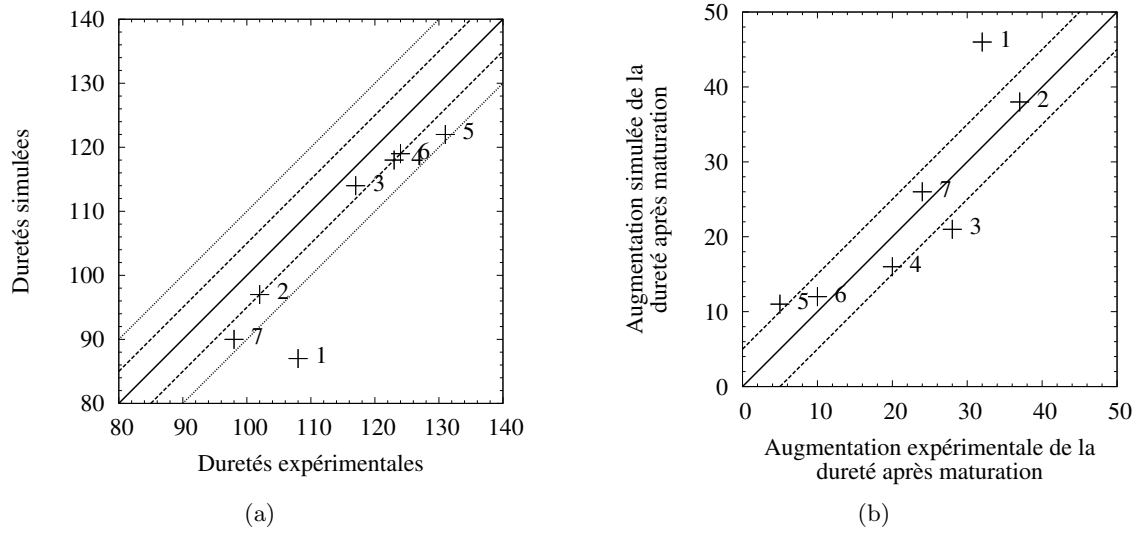 140
130
120
110
100
90
80
80 90 100 110 120 130 140
Duretés simulées
Duretés expérimentales
1
2
3
4
5
6
7
(a)
50
40
30
20
10
0
0 10 20 30 40 50
Augmentation simulée de la
dureté après maturation
Augmentation expérimentale de la
dureté après maturation
1
2
3
4
5
6
7
(b)